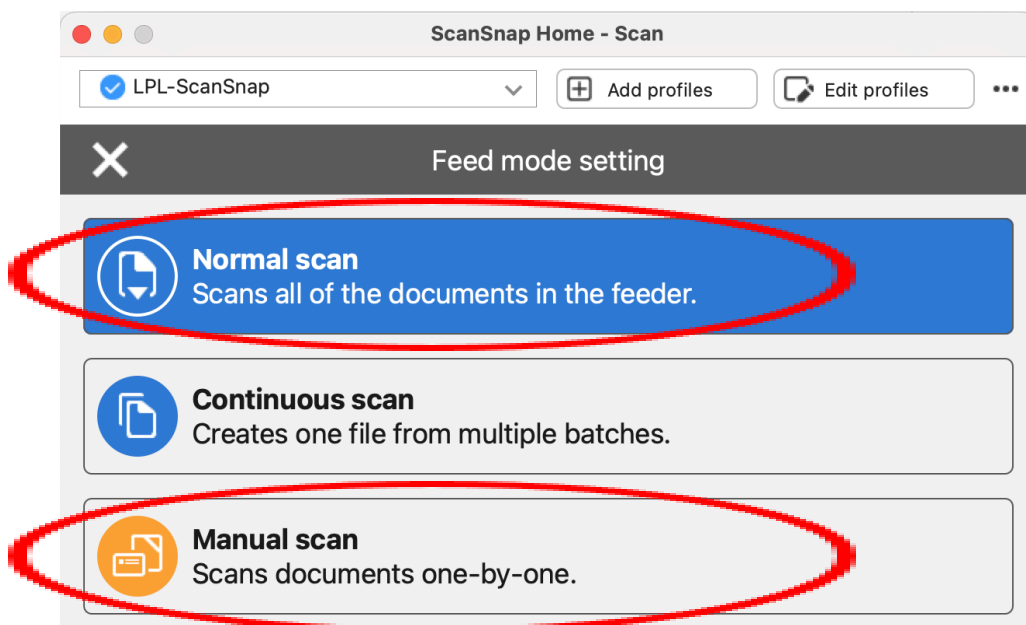 ScanSnap Home - Scan
LPL-ScanSnap
Add profiles
Edit profiles
Feed mode setting
Normal scan
Scans all of the documents in the feeder.
Continuous scan
Creates one file from multiple batches.
Manual scan
Scans documents one-by-one.